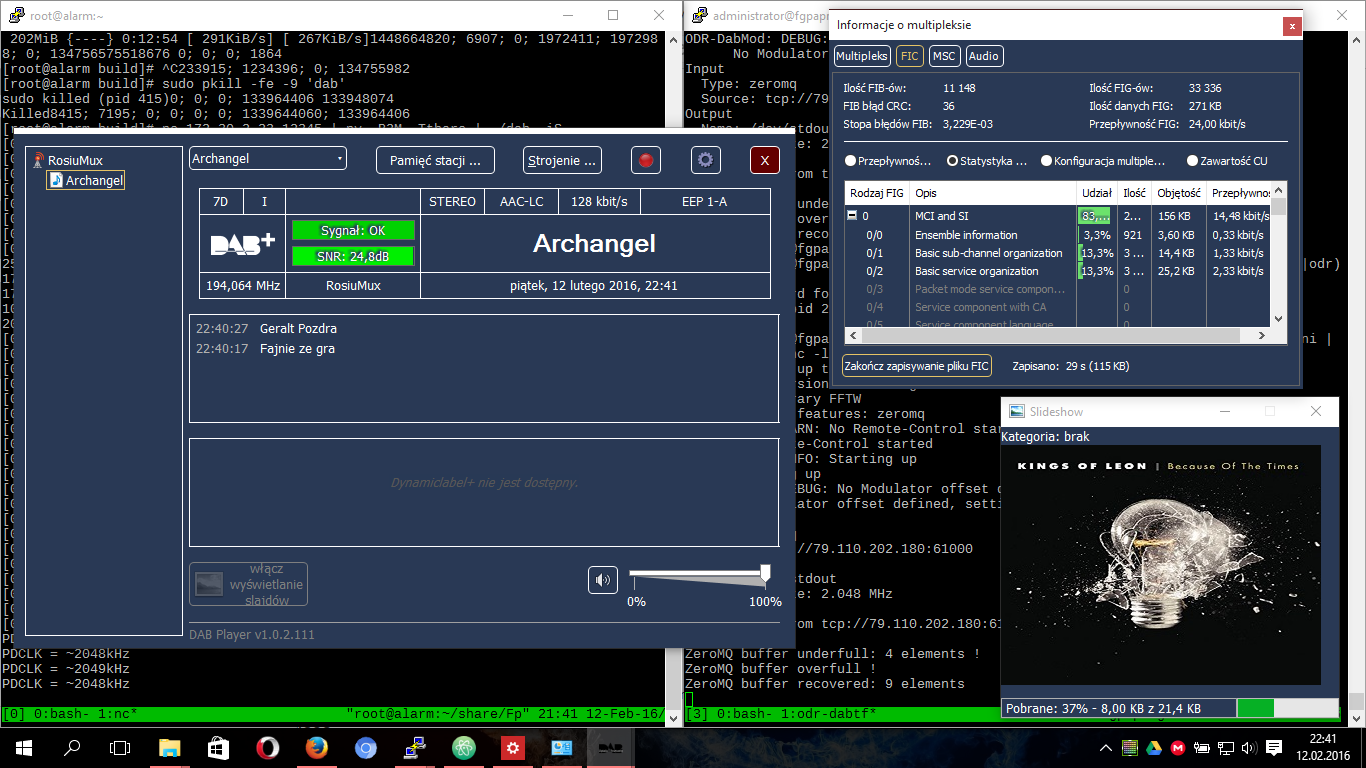 root@alarm:~
202MiB {----} 0:12:54 [ 291KiB/s] [ 267KiB/s]1448664820; 6907; 0; 1972411; 197298
8; 0; 134756575518676 0; 0; 0; 1864
[root@alarm build]# ^C233915; 1234396; 0; 134755982
[root@alarm build]# sudo pkill -fe -9 'dab'
sudo killed (pid 415)0; 0; 0; 133964406 133948074
Killed8415; 7195; 0; 0; 0; 0; 1339644060; 133964406
PDCLK = ~2048kHz
PDCLK = ~2049kHz
PDCLK = ~2048kHz
[0] 0:bash- 1:nc* "root@alarm:~/share/Fp" 21:41 12-Feb-16
RosiuMux
Archangel
Archangel
Pamięć stacji ...
Strojenie ...
X
7D I STEREO AAC-LC 128 kbit/s EEP 1-A
DAB+
Sygnał: OK
SNR: 24,8dB
Archangel
194,064 MHz RosiuMux piątek, 12 lutego 2016, 22:41
22:40:27 Geralt Pozdra
22:40:17 Fajnie ze gra
Dynamiclabel+ nie jest dostępny.
włącz
wyświetlanie
slajdów
0% 100%
DAB Player v1.0.2.111
administrator@fgpapr
ODR-DabMod: DEBUG:
No Modulator
Input
Type: zeromq
Source: tcp://79.110
Output
|odr)
ni |
up t
rary FFTW
features: zeromq
ARN: No Remote-Control star
e-Control started
NFO: Starting up
g up
EBUG: No Modulator offset
lator offset defined, setti
://79.110.202.180:61000
stdout
te: 2.048 MHz
rom tcp://79.110.202.180:61
ZeroMQ buffer underfull: 4 elements !
ZeroMQ buffer overfull !
ZeroMQ buffer recovered: 9 elements
[3] 0:bash- 1:odr-dabtf*
Informacje o multipleksie
x
Multipleks FIC MSC Audio
Ilość FIB-ów: 11 148 Ilość FIG-ów: 33 336
FIB błąd CRC: 36 Ilość danych FIG: 271 KB
Stopa błędów FIB: 3,229E-03 Przepływność FIG: 24,00 kbit/s
Przepływnoś... Statystyka ... Konfiguracja multiple... Zawartość CU
Rodzaj FIG Opis Udział Ilość Objętość Przepływnoś
0 MCI and SI 83,... 2... 156 KB 14,48 kbit/s
0/0 Ensemble information 3,3% 921 3,60 KB 0,33 kbit/s
0/1 Basic sub-channel organization 13,3% 3 ... 14,4 KB 1,33 kbit/s
0/2 Basic service organization 13,3% 3 ... 25,2 KB 2,33 kbit/s
0/3 Packet mode service compon... 0
0/4 Service component with CA 0
0/5 Service component language 0
Zakończ zapisywanie pliku FIC Zapisano: 29 s (115 KB)
Slideshow
Kategoria: brak
KINGS OF LEON | Because Of The Times
Pobrane: 37% - 8,00 KB z 21,4 KB
DAB
22:41
12.02.2016